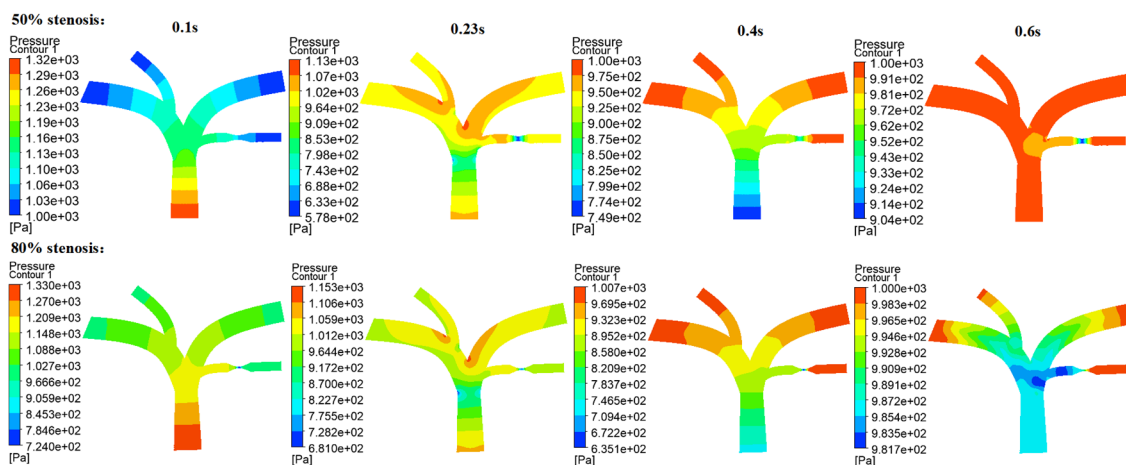 50% stenosis:
0.1s
0.23s
0.4s
0.6s
Pressure
Contour 1
1.32e+03
1.29e+03
1.26e+03
1.23e+03
1.19e+03
1.16e+03
1.13e+03
1.10e+03
1.06e+03
1.03e+03
1.00e+03
[Pa]
Pressure
Contour 1
1.13e+03
1.07e+03
1.02e+03
9.64e+02
9.09e+02
8.53e+02
7.98e+02
7.43e+02
6.88e+02
6.33e+02
5.78e+02
[Pa]
Pressure
Contour 1
1.00e+03
9.75e+02
9.50e+02
9.25e+02
9.00e+02
8.75e+02
8.50e+02
8.25e+02
7.99e+02
7.74e+02
7.49e+02
[Pa]
Pressure
Contour 1
1.00e+03
9.91e+02
9.81e+02
9.72e+02
9.62e+02
9.52e+02
9.43e+02
9.33e+02
9.24e+02
9.14e+02
9.04e+02
[Pa]
80% stenosis:
Pressure
Contour 1
1.330e+03
1.270e+03
1.209e+03
1.148e+03
1.088e+03
1.027e+03
9.666e+02
9.059e+02
8.453e+02
7.846e+02
7.240e+02
[Pa]
Pressure
Contour 1
1.153e+03
1.106e+03
1.059e+03
1.012e+03
9.644e+02
9.172e+02
8.700e+02
8.227e+02
7.755e+02
7.282e+02
6.810e+02
[Pa]
Pressure
Contour 1
1.007e+03
9.695e+02
9.323e+02
8.952e+02
8.580e+02
8.209e+02
7.837e+02
7.465e+02
7.094e+02
6.722e+02
6.351e+02
[Pa]
Pressure
Contour 1
1.000e+03
9.983e+02
9.965e+02
9.946e+02
9.928e+02
9.909e+02
9.891e+02
9.872e+02
9.854e+02
9.835e+02
9.817e+02
[Pa]